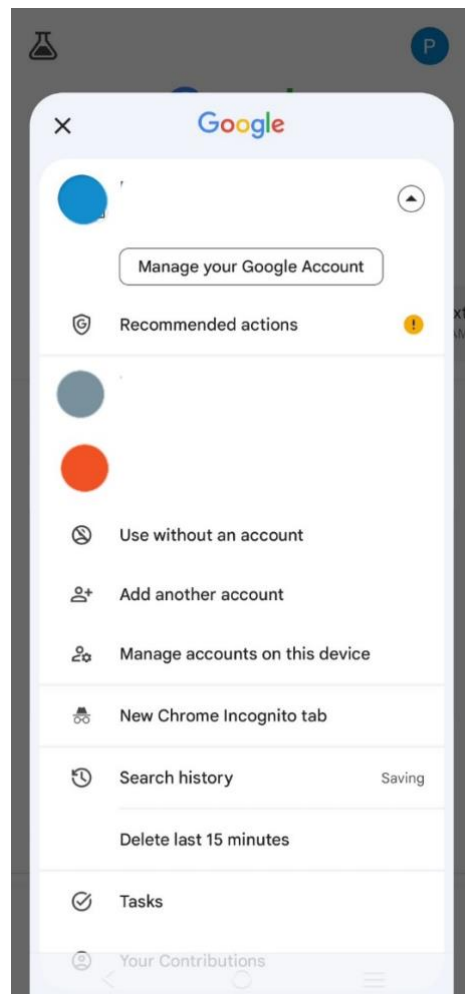 P
Google
Manage your Google Account
Recommended actions
!
Use without an account
Add another account
Manage accounts on this device
New Chrome Incognito tab
Search history Saving
Delete last 15 minutes
Tasks
Your Contributions